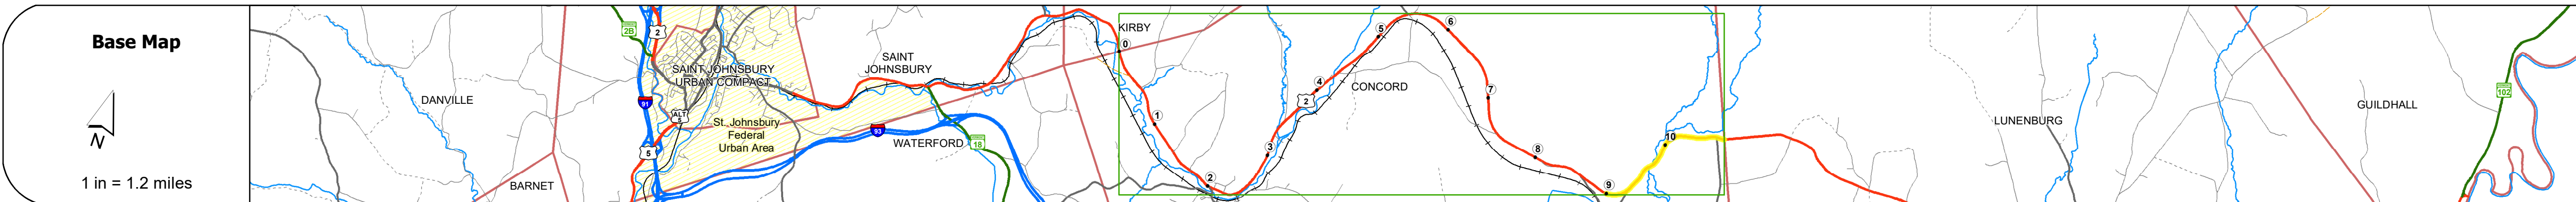 Base Map
N
1 in = 1.2 miles
2B
2
SAINT JOHNSBURY
URBAN COMPACT
91
ALT
5
5
St. Johnsbury
Federal
Urban Area
DANVILLE
BARNET
SAINT
JOHNSBURY
93
WATERFORD
18
KIRBY
0
1
2
3
4
2
5
6
CONCORD
7
8
9
10
LUNENBURG
GUILDHALL
102